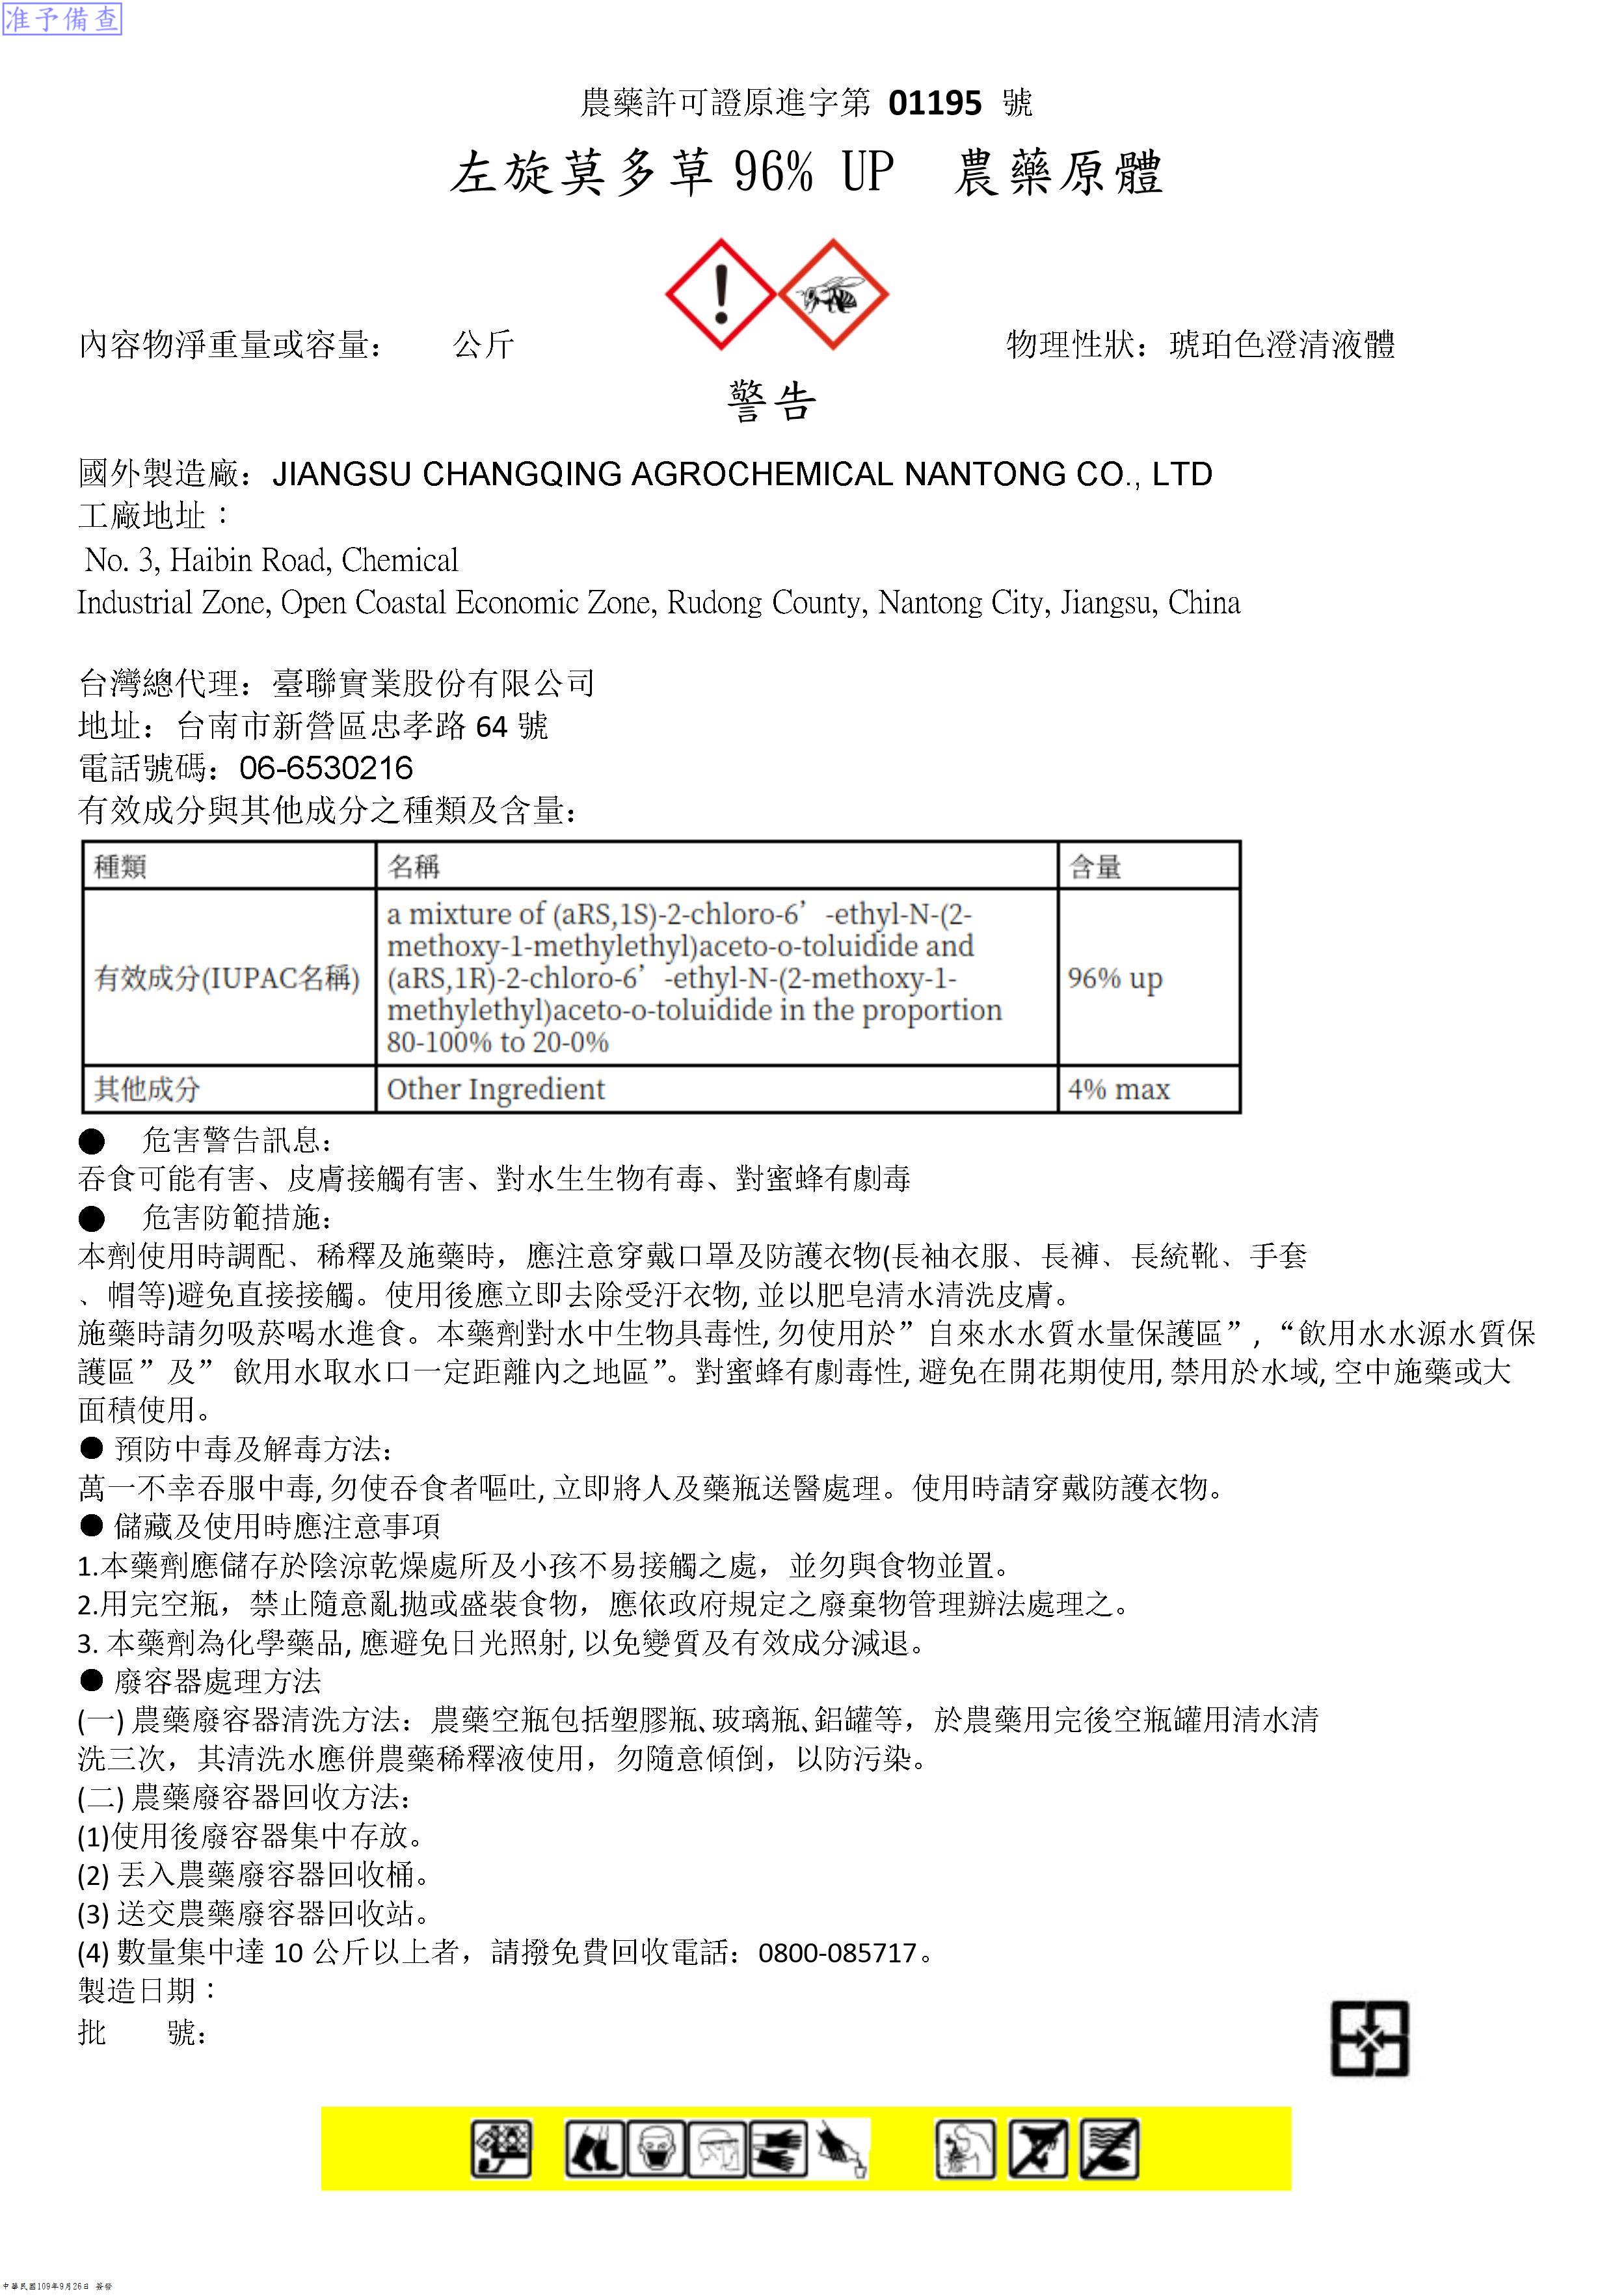 准予備查
農藥許可證原進字第 01195 號
左旋莫多草 96% UP 農藥原體
內容物淨重量或容量： 公斤
物理性狀：琥珀色澄清液體
警告
國外製造廠：JIANGSU CHANGQING AGROCHEMICAL NANTONG CO., LTD
工廠地址：
No. 3, Haibin Road, Chemical
Industrial Zone, Open Coastal Economic Zone, Rudong County, Nantong City, Jiangsu, China
台灣總代理：臺聯實業股份有限公司
地址：台南市新營區忠孝路 64 號
電話號碼：06-6530216
有效成分與其他成分之種類及含量：
種類 名稱 含量
有效成分(IUPAC名稱) a mixture of (aRS,1S)-2-chloro-6’-ethyl-N-(2-
methoxy-1-methylethyl)aceto-o-toluidide and
(aRS,1R)-2-chloro-6’-ethyl-N-(2-methoxy-1-
methylethyl)aceto-o-toluidide in the proportion
80-100% to 20-0%
96% up
其他成分 Other Ingredient 4% max
● 危害警告訊息：
吞食可能有害、皮膚接觸有害、對水生生物有毒、對蜜蜂有劇毒
● 危害防範措施：
本劑使用時調配、稀釋及施藥時，應注意穿戴口罩及防護衣物(長袖衣服、長褲、長統靴、手套
、帽等)避免直接接觸。使用後應立即去除受汙衣物, 並以肥皂清水清洗皮膚。
施藥時請勿吸菸喝水進食。本藥劑對水中生物具毒性, 勿使用於” 自來水水質水量保護區”, “飲用水水源水質保
護區” 及” 飲用水取水口一定距離內之地區”。對蜜蜂有劇毒性, 避免在開花期使用, 禁用於水域, 空中施藥或大
面積使用。
● 預防中毒及解毒方法：
萬一不幸吞服中毒, 勿使吞食者嘔吐, 立即將人及藥瓶送醫處理。使用時請穿戴防護衣物。
● 儲藏及使用時應注意事項
1.本藥劑應儲存於陰涼乾燥處所及小孩不易接觸之處，並勿與食物並置。
2.用完空瓶，禁止隨意亂拋或盛裝食物，應依政府規定之廢棄物管理辦法處理之。
3. 本藥劑為化學藥品, 應避免日光照射, 以免變質及有效成分減退。
● 廢容器處理方法
(一) 農藥廢容器清洗方法：農藥空瓶包括塑膠瓶､玻璃瓶､鋁罐等，於農藥用完後空瓶罐用清水清
洗三次，其清洗水應併農藥稀釋液使用，勿隨意傾倒，以防污染。
(二) 農藥廢容器回收方法：
(1)使用後廢容器集中存放。
(2) 丟入農藥廢容器回收桶。
(3) 送交農藥廢容器回收站。
(4) 數量集中達 10 公斤以上者，請撥免費回收電話：0800-085717。
製造日期：
批 號：
中華民國109年9月26日 簽發